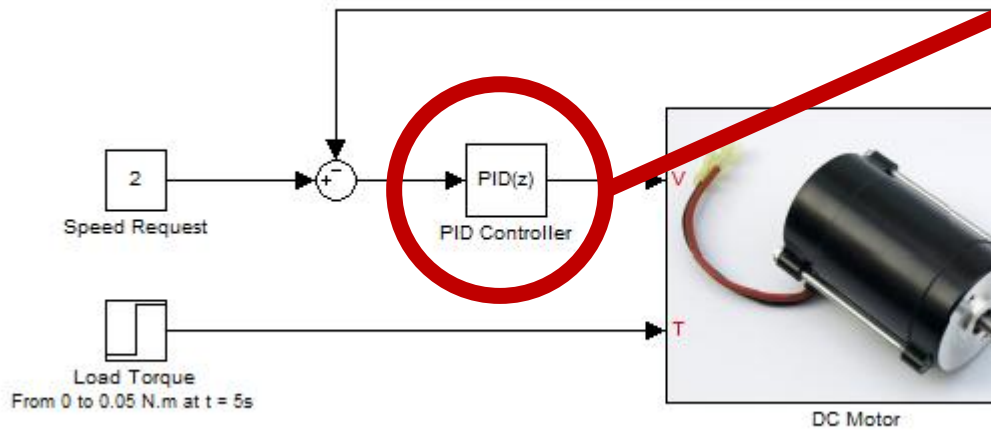 2
+
-
PID(z)
V
Speed Request
PID Controller
T
Load Torque
From 0 to 0.05 N.m at t = 5s
DC Motor